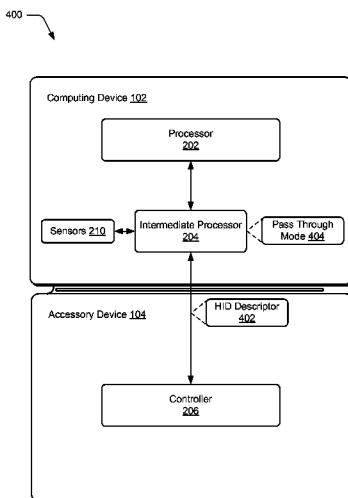 400
Computing Device 102
Processor
202
Sensors 210
Intermediate Processor
204
Pass Through
Mode 404
Accessory Device 104
HID Descriptor
402
Controller
206